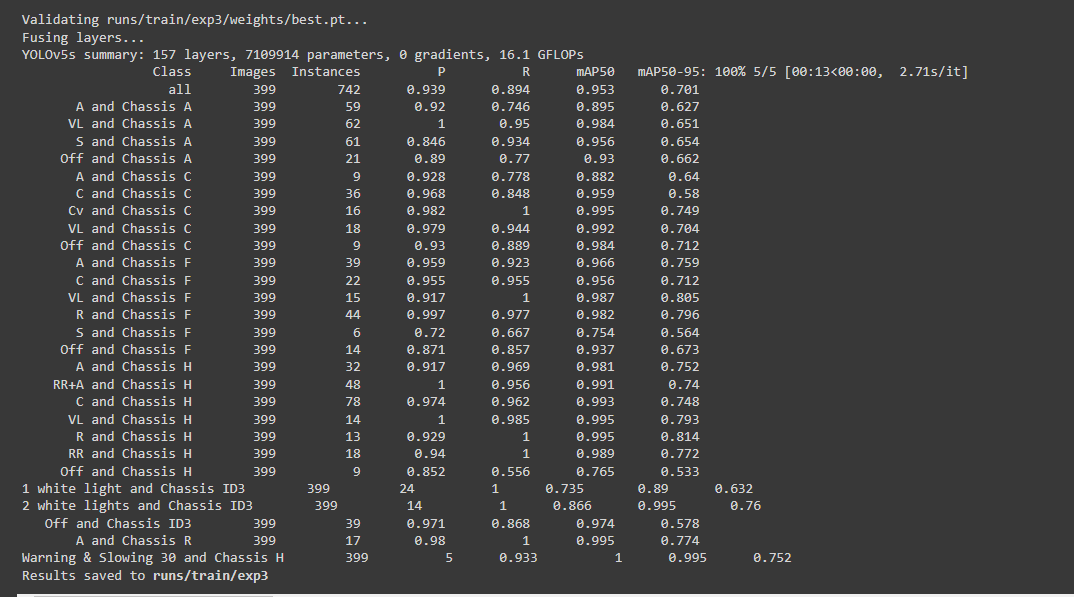 Validating runs/train/exp3/weights/best.pt...
Fusing layers...
YOLOv5s summary: 157 layers, 7109914 parameters, 0 gradients, 16.1 GFLOPs
Class Images Instances P R mAP50 mAP50-95: 100% 5/5 [00:13<00:00, 2.71s/it]
all 399 742 0.939 0.894 0.953 0.701
A and Chassis A 399 59 0.92 0.746 0.895 0.627
VL and Chassis A 399 62 1 0.95 0.984 0.651
S and Chassis A 399 61 0.846 0.934 0.956 0.654
Off and Chassis A 399 21 0.89 0.77 0.93 0.662
A and Chassis C 399 9 0.928 0.778 0.882 0.64
C and Chassis C 399 36 0.968 0.848 0.959 0.58
Cv and Chassis C 399 16 0.982 1 0.995 0.749
VL and Chassis C 399 18 0.979 0.944 0.992 0.704
Off and Chassis C 399 9 0.93 0.889 0.984 0.712
A and Chassis F 399 39 0.959 0.923 0.966 0.759
C and Chassis F 399 22 0.955 0.955 0.956 0.712
VL and Chassis F 399 15 0.917 1 0.987 0.805
R and Chassis F 399 44 0.997 0.977 0.982 0.796
S and Chassis F 399 6 0.72 0.667 0.754 0.564
Off and Chassis F 399 14 0.871 0.857 0.937 0.673
A and Chassis H 399 32 0.917 0.969 0.981 0.752
RR+A and Chassis H 399 48 1 0.956 0.991 0.74
C and Chassis H 399 78 0.974 0.962 0.993 0.748
VL and Chassis H 399 14 1 0.985 0.995 0.793
R and Chassis H 399 13 0.929 1 0.995 0.814
RR and Chassis H 399 18 0.94 1 0.989 0.772
Off and Chassis H 399 9 0.852 0.556 0.765 0.533
1 white light and Chassis ID3 399 24 1 0.735 0.89 0.632
2 white lights and Chassis ID3 399 14 1 0.866 0.995 0.76
Off and Chassis ID3 399 39 0.971 0.868 0.974 0.578
A and Chassis R 399 17 0.98 1 0.995 0.774
Warning & Slowing 30 and Chassis H 399 5 0.933 1 0.995 0.752
Results saved to runs/train/exp3